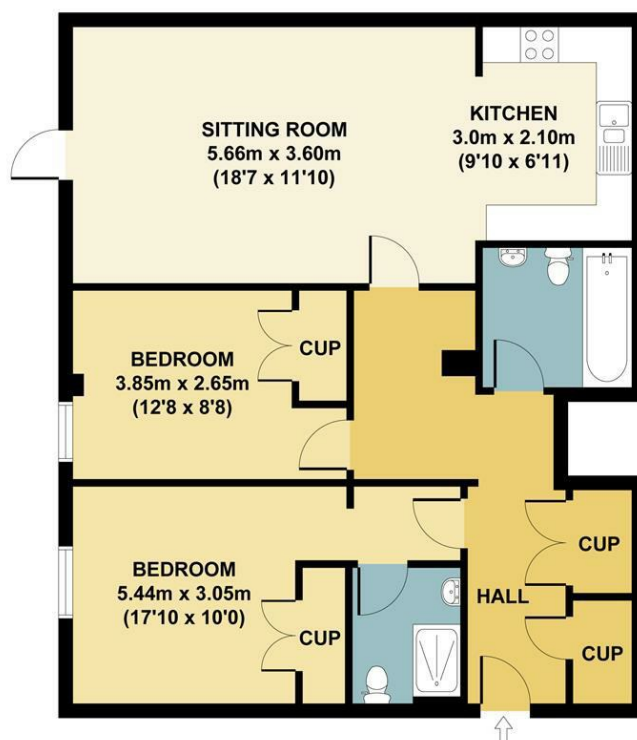 SITTING ROOM
5.66m x 3.60m
(18'7 x 11'10)
KITCHEN
3.0m x 2.10m
(9'10 x 6'11)
BEDROOM
3.85m x 2.65m
(12'8 x 8'8)
CUP
BEDROOM
5.44m x 3.05m
(17'10 x 10'0)
CUP
HALL
CUP
CUP